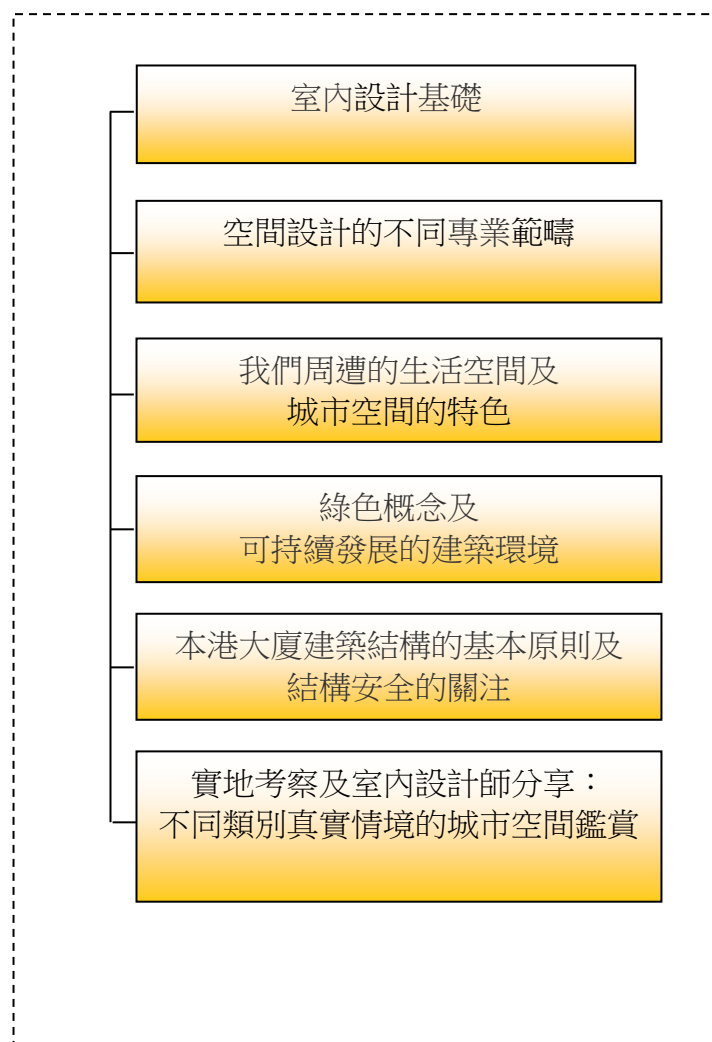 室內設計基礎
空間設計的不同專業範疇
我們周遭的生活空間及
城市空間的特色
綠色概念及
可持續發展的建築環境
本港大廈建築結構的基本原則及
結構安全的關注
實地考察及室內設計師分享：
不同類別真實情境的城市空間鑑賞